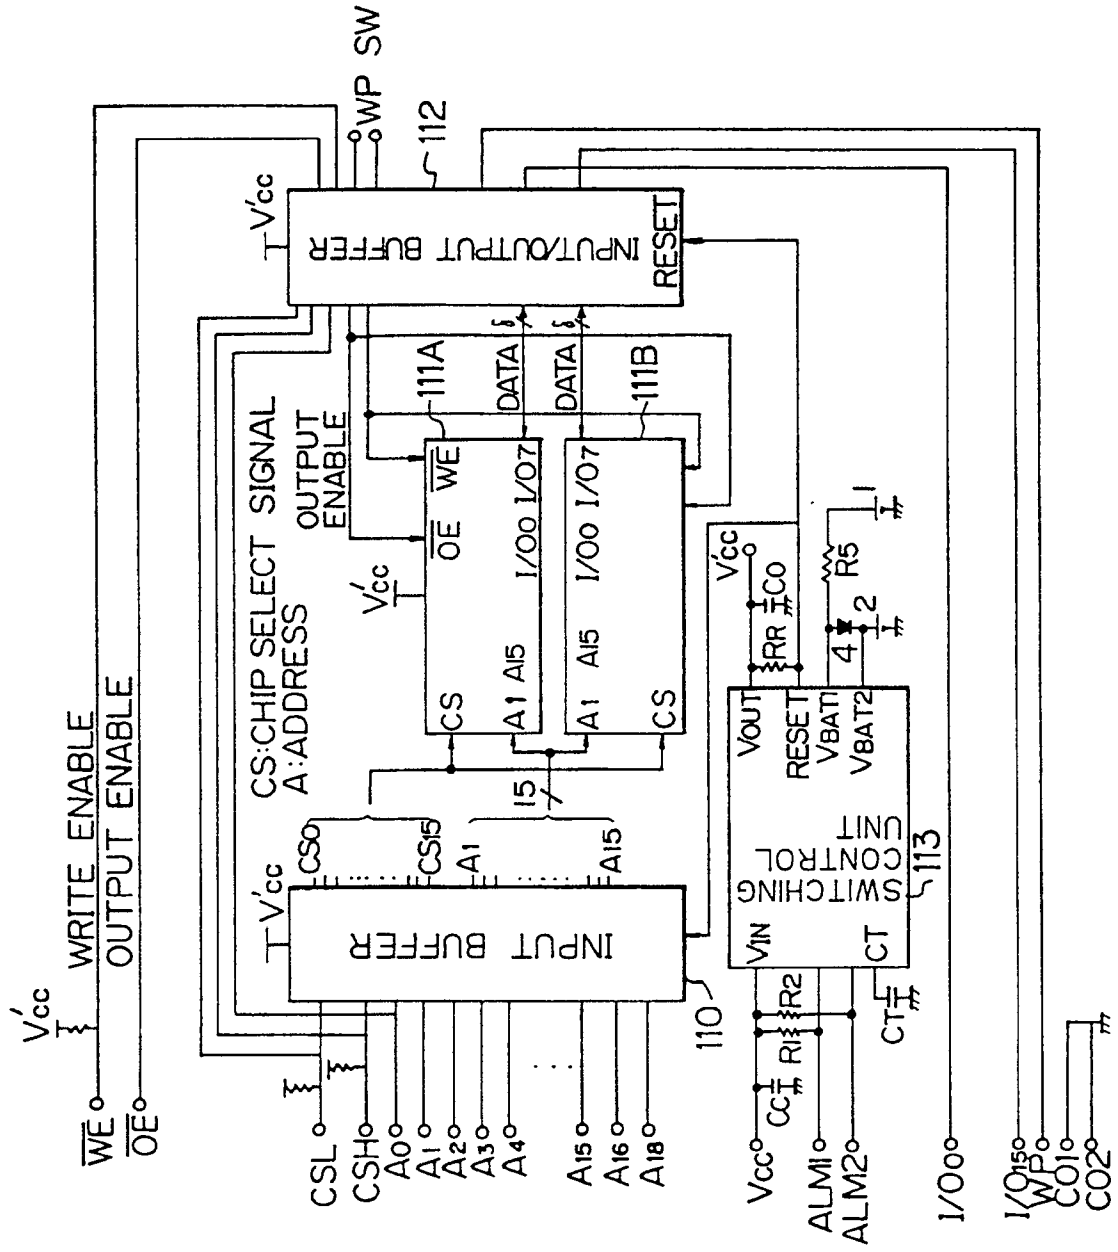 WRITE ENABLE
OUTPUT ENABLE
V'cc
WE
OE
CS:CHIP SELECT SIGNAL
A:ADDRESS
WP SW
V'cc
INPUT/OUTPUT BUFFER
RESET
112
V'cc
INPUT BUFFER
110
CSL
CSH
A0
A1
A2
A3
A4
.....
A15
A16
A18
CS0
CS15
A1
A15
15
OUTPUT
ENABLE
V'cc
OE
WE
CS
A1 A15
I/O0 I/O7
111A
DATA
8
A1 A15
I/O0 I/O7
CS
111B
DATA
8
SWITCHING
CONTROL
UNIT
113
VIN
CT
VOUT
RESET
VBAT1
VBAT2
RR
C0
V'cc
4
2
R5
1
CC
R1
R2
CT
Vcc
ALM1
ALM2
I/O0
I/O15
WP
CO1
CO2